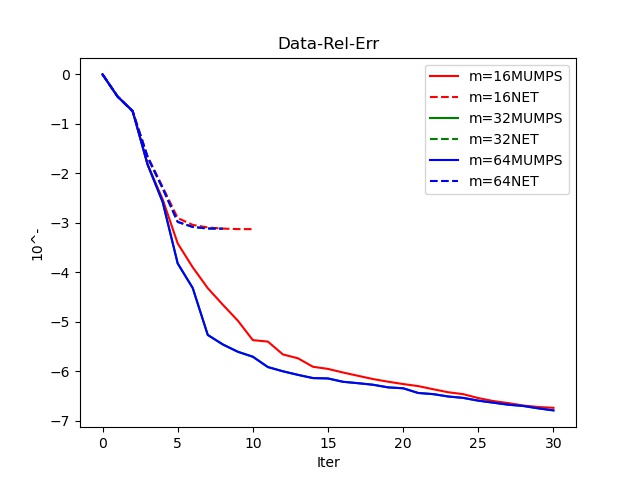 Data-Rel-Err
m=16MUMPS
m=16NET
m=32MUMPS
m=32NET
m=64MUMPS
m=64NET
0
−1
−2
−3
−4
−5
−6
−7
10^-
0 5 10 15 20 25 30
Iter